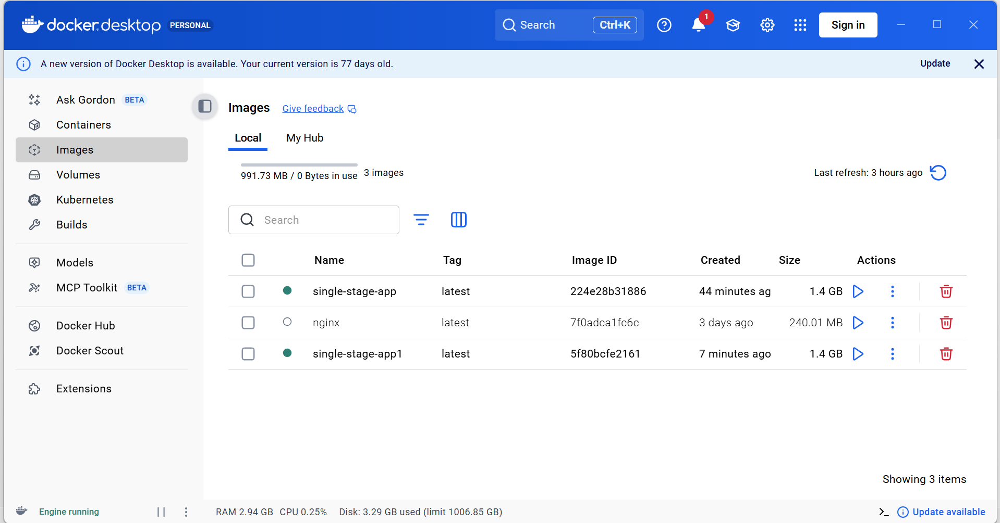 docker.desktop PERSONAL Search Ctrl+K 1 Sign in
A new version of Docker Desktop is available. Your current version is 77 days old. Update
Ask Gordon BETA
Containers
Images
Volumes
Kubernetes
Builds
Models
MCP Toolkit BETA
Docker Hub
Docker Scout
Extensions
Images Give feedback
Local My Hub
991.73 MB / 0 Bytes in use 3 images Last refresh: 3 hours ago
Search
Name Tag Image ID Created Size Actions
single-stage-app latest 224e28b31886 44 minutes ag 1.4 GB
nginx latest 7f0adca1fc6c 3 days ago 240.01 MB
single-stage-app1 latest 5f80bcfe2161 7 minutes ago 1.4 GB
Showing 3 items
Engine running RAM 2.94 GB CPU 0.25% Disk: 3.29 GB used (limit 1006.85 GB) Update available